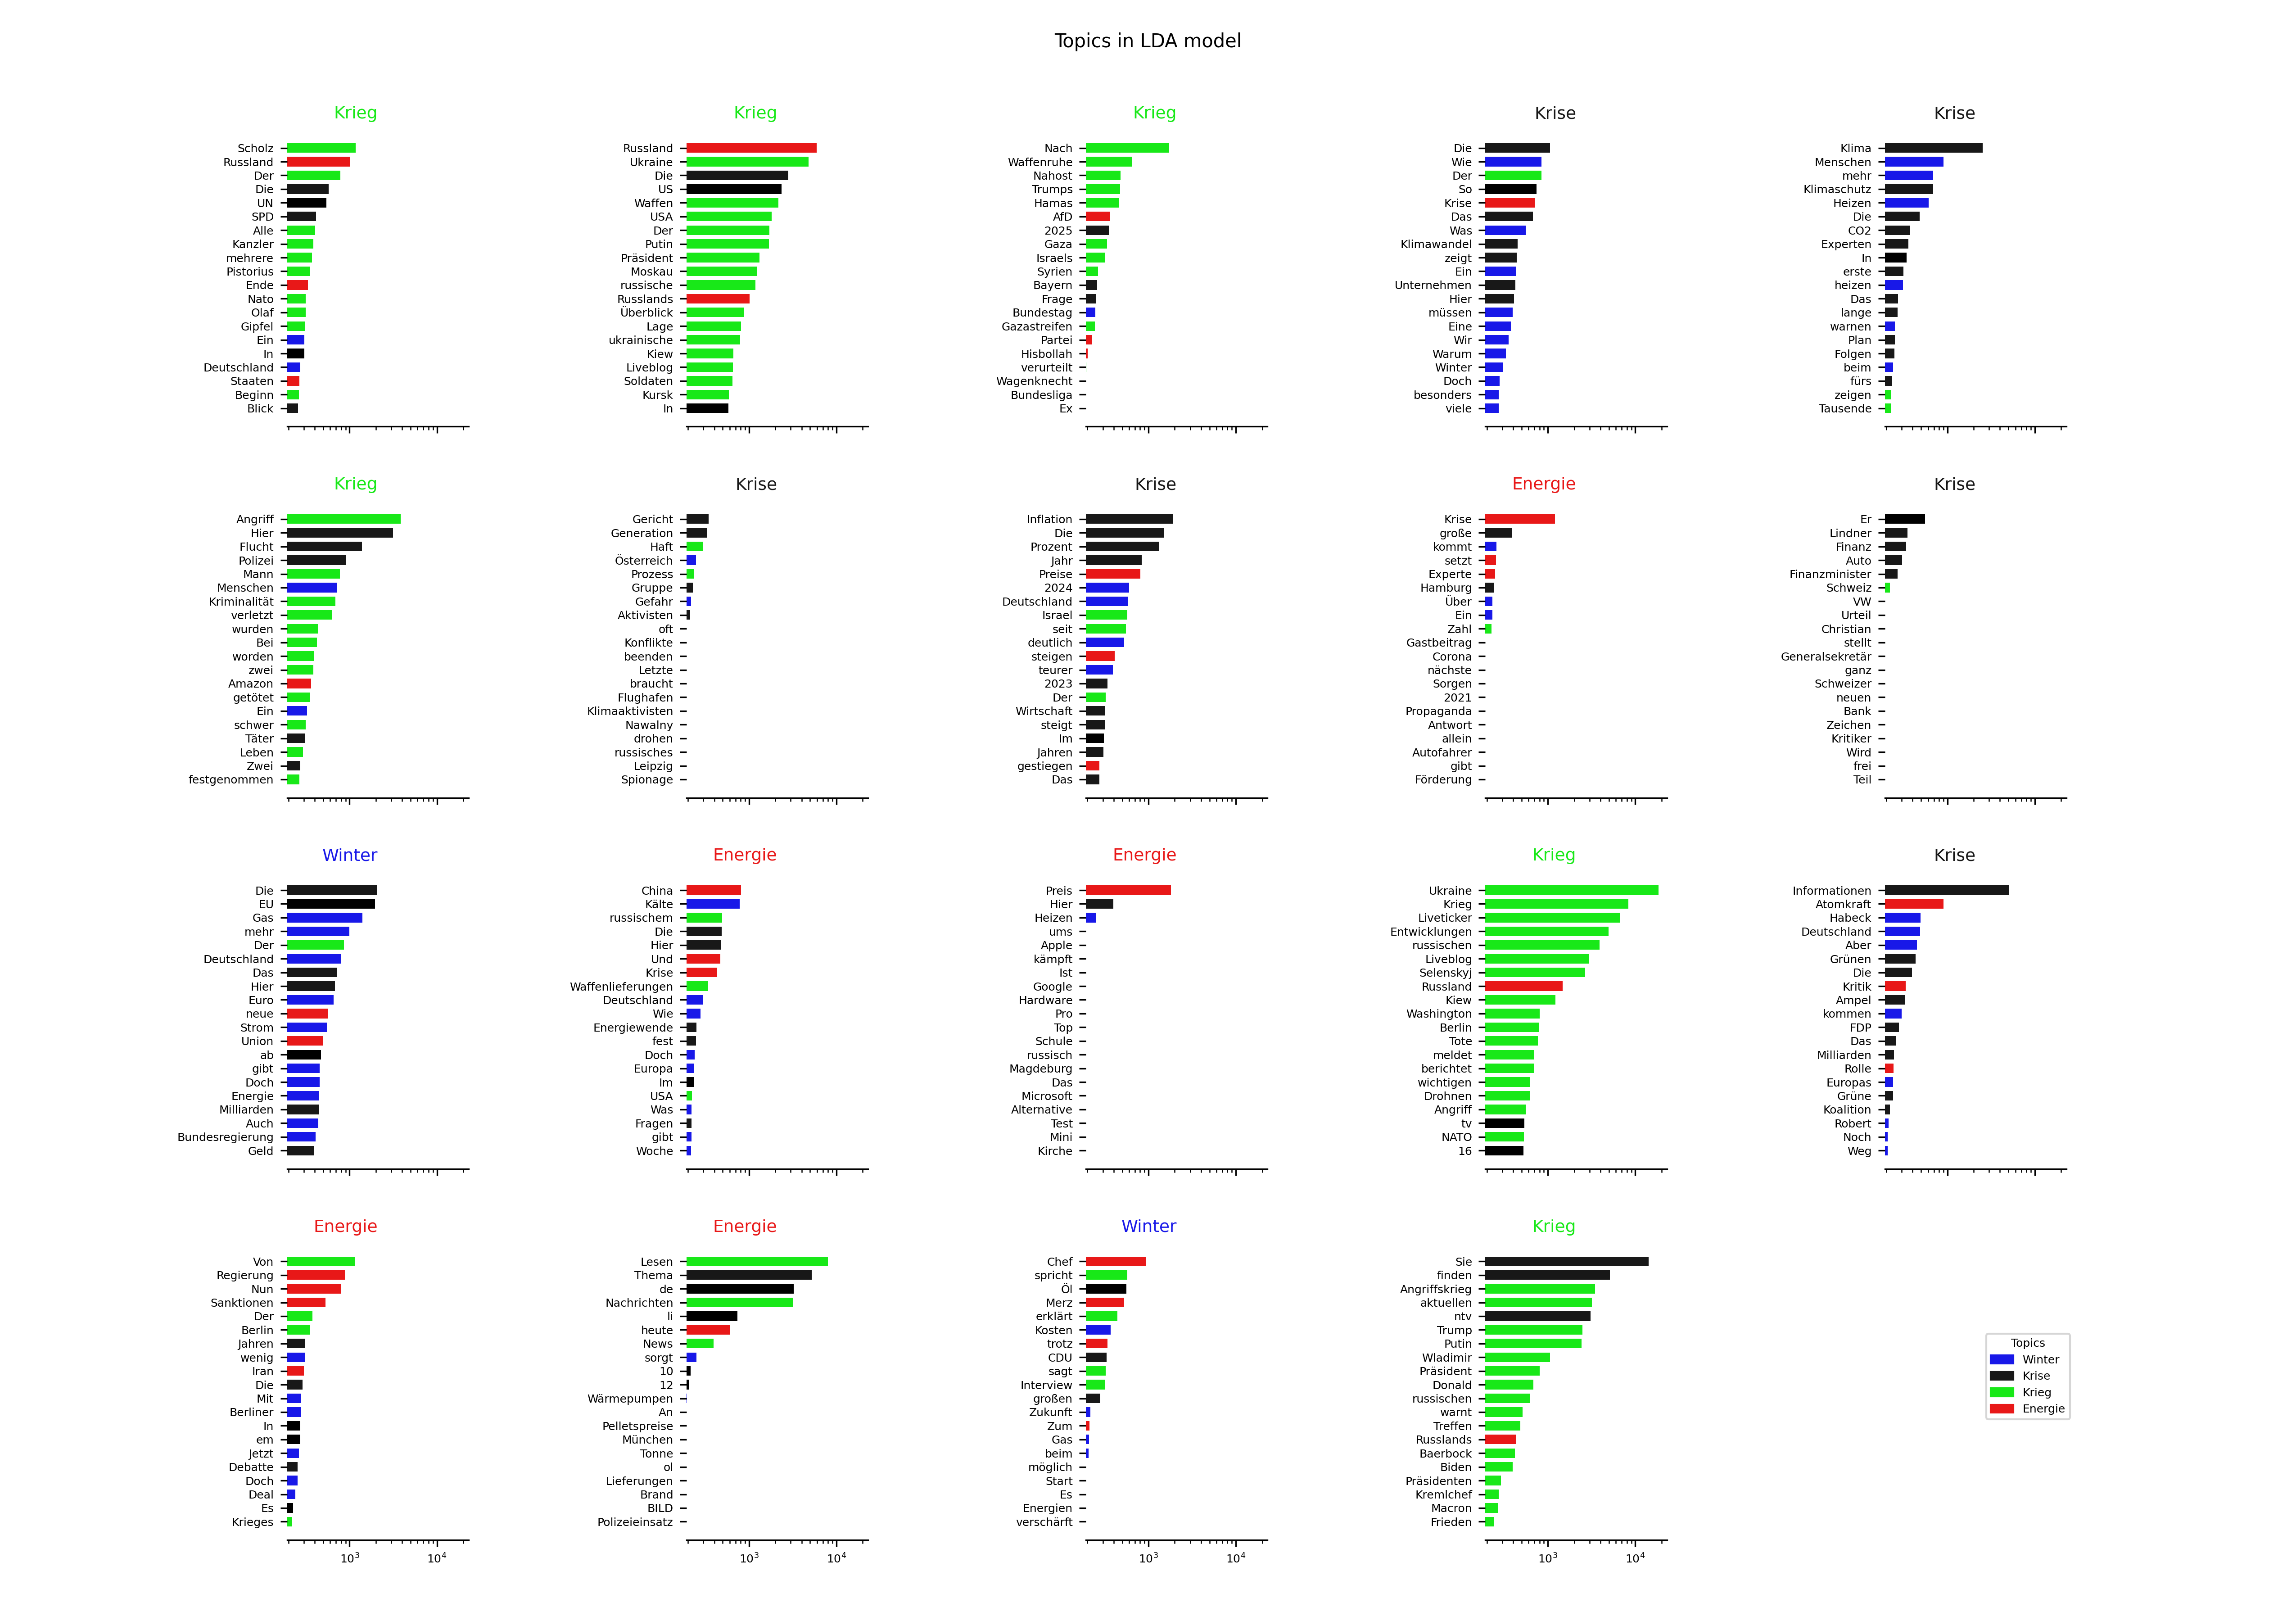 Topics in LDA model
Krieg
Scholz
Russland
Der
Die
UN
SPD
Alle
Kanzler
mehrere
Pistorius
Ende
Nato
Olaf
Gipfel
Ein
In
Deutschland
Staaten
Beginn
Blick
Krieg
Russland
Ukraine
Die
US
Waffen
USA
Der
Putin
Präsident
Moskau
russische
Russlands
Überblick
Lage
ukrainische
Kiew
Liveblog
Soldaten
Kursk
In
Krieg
Nach
Waffenruhe
Nahost
Trumps
Hamas
AfD
2025
Gaza
Israels
Syrien
Bayern
Frage
Bundestag
Gazastreifen
Partei
Hisbollah
verurteilt
Wagenknecht
Bundesliga
Ex
Krise
Die
Wie
Der
So
Krise
Das
Was
Klimawandel
zeigt
Ein
Unternehmen
Hier
müssen
Eine
Wir
Warum
Winter
Doch
besonders
viele
Krise
Klima
Menschen
mehr
Klimaschutz
Heizen
Die
CO2
Experten
In
erste
heizen
Das
lange
warnen
Plan
Folgen
beim
fürs
zeigen
Tausende
Krieg
Angriff
Hier
Flucht
Polizei
Mann
Menschen
Kriminalität
verletzt
wurden
Bei
worden
zwei
Amazon
getötet
Ein
schwer
Täter
Leben
Zwei
festgenommen
Krise
Gericht
Generation
Haft
Österreich
Prozess
Gruppe
Gefahr
Aktivisten
oft
Konflikte
beenden
Letzte
braucht
Flughafen
Klimaaktivisten
Nawalny
drohen
russisches
Leipzig
Spionage
Krise
Inflation
Die
Prozent
Jahr
Preise
2024
Deutschland
Israel
seit
deutlich
steigen
teurer
2023
Der
Wirtschaft
steigt
Im
Jahren
gestiegen
Das
Energie
Krise
große
kommt
setzt
Experte
Hamburg
Über
Ein
Zahl
Gastbeitrag
Corona
nächste
Sorgen
2021
Propaganda
Antwort
allein
Autofahrer
gibt
Förderung
Krise
Er
Lindner
Finanz
Auto
Finanzminister
Schweiz
VW
Urteil
Christian
stellt
Generalsekretär
ganz
Schweizer
neuen
Bank
Zeichen
Kritiker
Wird
frei
Teil
Winter
Die
EU
Gas
mehr
Der
Deutschland
Das
Hier
Euro
neue
Strom
Union
ab
gibt
Doch
Energie
Milliarden
Auch
Bundesregierung
Geld
Energie
China
Kälte
russischem
Die
Hier
Und
Krise
Waffenlieferungen
Deutschland
Wie
Energiewende
fest
Doch
Europa
Im
USA
Was
Fragen
gibt
Woche
Energie
Preis
Hier
Heizen
ums
Apple
kämpft
Ist
Google
Hardware
Pro
Top
Schule
russisch
Magdeburg
Das
Microsoft
Alternative
Test
Mini
Kirche
Krieg
Ukraine
Krieg
Liveticker
Entwicklungen
russischen
Liveblog
Selenskyj
Russland
Kiew
Washington
Berlin
Tote
meldet
berichtet
wichtigen
Drohnen
Angriff
tv
NATO
16
Krise
Informationen
Atomkraft
Habeck
Deutschland
Aber
Grünen
Die
Kritik
Ampel
kommen
FDP
Das
Milliarden
Rolle
Europas
Grüne
Koalition
Robert
Noch
Weg
Energie
Von
Regierung
Nun
Sanktionen
Der
Berlin
Jahren
wenig
Iran
Die
Mit
Berliner
In
em
Jetzt
Debatte
Doch
Deal
Es
Krieges
10³ 10⁴
Energie
Lesen
Thema
de
Nachrichten
li
heute
News
sorgt
10
12
Wärmepumpen
An
Pelletspreise
München
Tonne
ol
Lieferungen
Brand
BILD
Polizeieinsatz
10³ 10⁴
Winter
Chef
spricht
Öl
Merz
erklärt
Kosten
trotz
CDU
sagt
Interview
großen
Zukunft
Zum
Gas
beim
möglich
Start
Es
Energien
verschärft
10³ 10⁴
Krieg
Sie
finden
Angriffskrieg
aktuellen
ntv
Trump
Putin
Wladimir
Präsident
Donald
russischen
warnt
Treffen
Russlands
Baerbock
Biden
Präsidenten
Kremlchef
Macron
Frieden
10³ 10⁴
Topics
Winter
Krise
Krieg
Energie